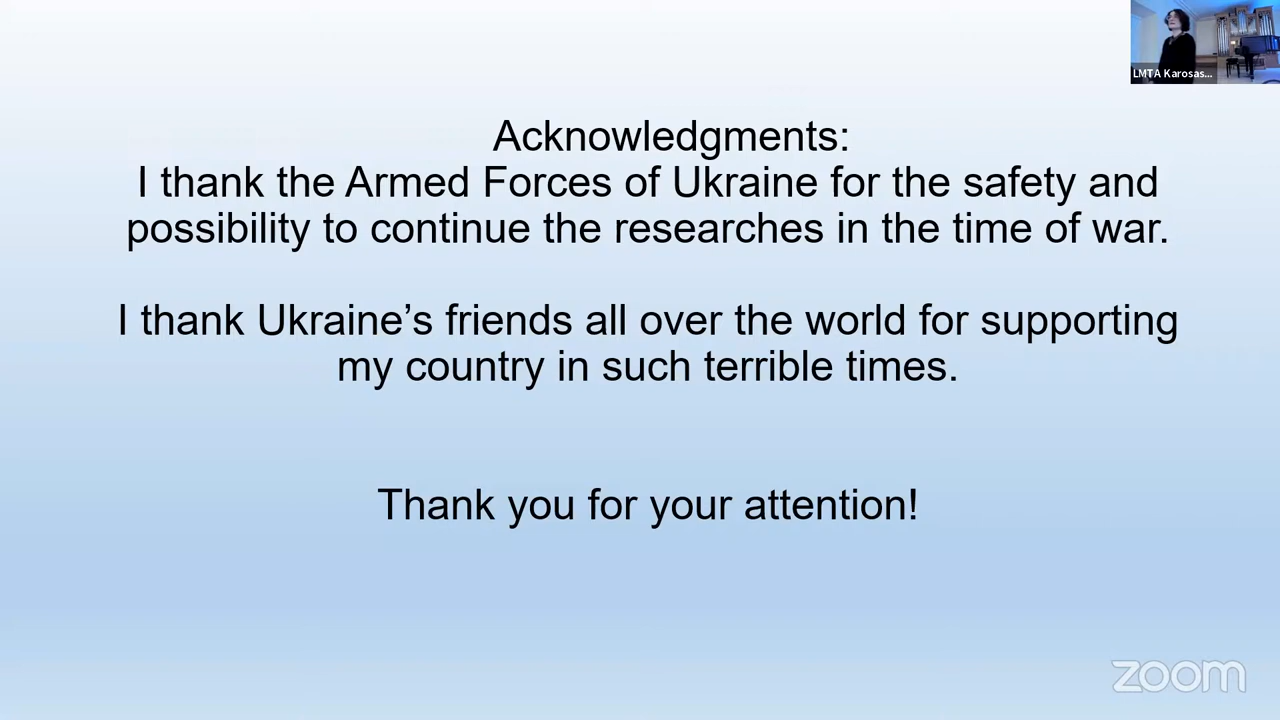 LMTA Karosas...
Acknowledgments:
I thank the Armed Forces of Ukraine for the safety and
possibility to continue the researches in the time of war.
I thank Ukraine’s friends all over the world for supporting
my country in such terrible times.
Thank you for your attention!
zoom